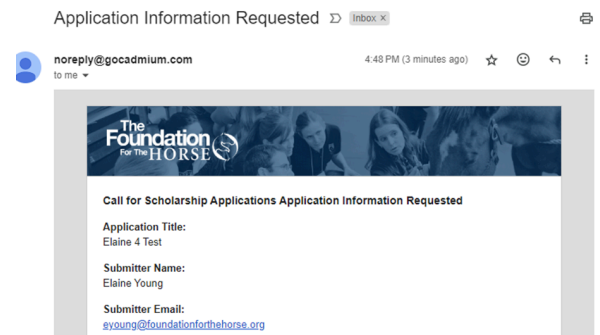 Application Information Requested Inbox ×
noreply@gocadmium.com 4:48 PM (3 minutes ago)
to me
The
Foundation
For The HORSE
Call for Scholarship Applications Application Information Requested
Application Title:
Elaine 4 Test
Submitter Name:
Elaine Young
Submitter Email:
eyoung@foundationforthehorse.org